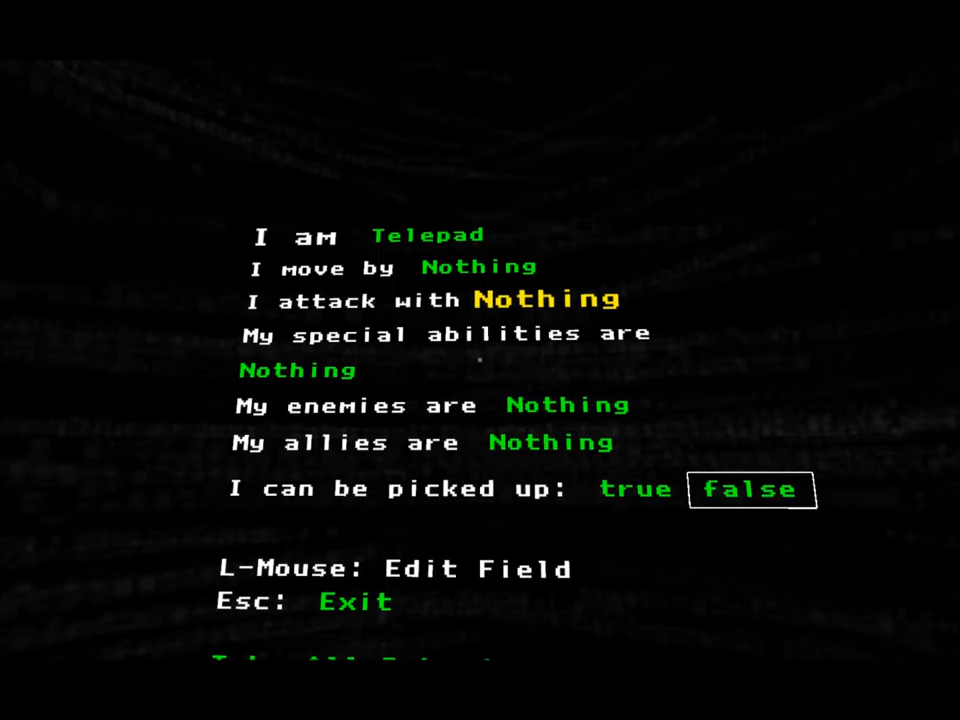 I am Telepad
I move by Nothing
I attack with Nothing
My special abilities are
Nothing
My enemies are Nothing
My allies are Nothing
I can be picked up: true false
L-Mouse: Edit Field
Esc: Exit